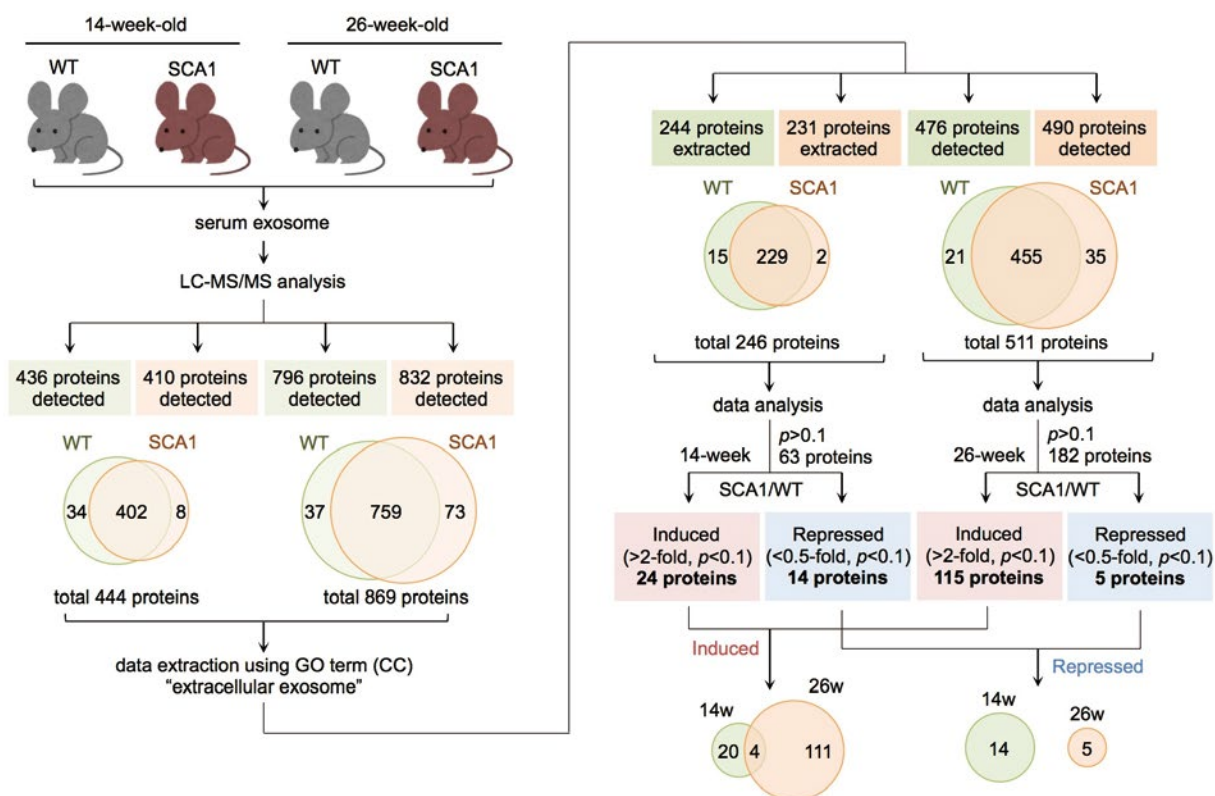 14-week-old
26-week-old
WT
SCA1
WT
SCA1
serum exosome
LC-MS/MS analysis
436 proteins
detected
410 proteins
detected
796 proteins
detected
832 proteins
detected
WT
SCA1
WT
SCA1
34
402
8
37
759
73
total 444 proteins
total 869 proteins
data extraction using GO term (CC)
“extracellular exosome”
244 proteins
extracted
231 proteins
extracted
476 proteins
detected
490 proteins
detected
WT
SCA1
WT
SCA1
15
229
2
21
455
35
total 246 proteins
total 511 proteins
data analysis
data analysis
14-week
p>0.1
63 proteins
26-week
p>0.1
182 proteins
SCA1/WT
SCA1/WT
Induced
(>2-fold, p<0.1)
24 proteins
Repressed
(<0.5-fold, p<0.1)
14 proteins
Induced
(>2-fold, p<0.1)
115 proteins
Repressed
(<0.5-fold, p<0.1)
5 proteins
Induced
Repressed
14w
26w
20
4
111
14w
26w
14
5